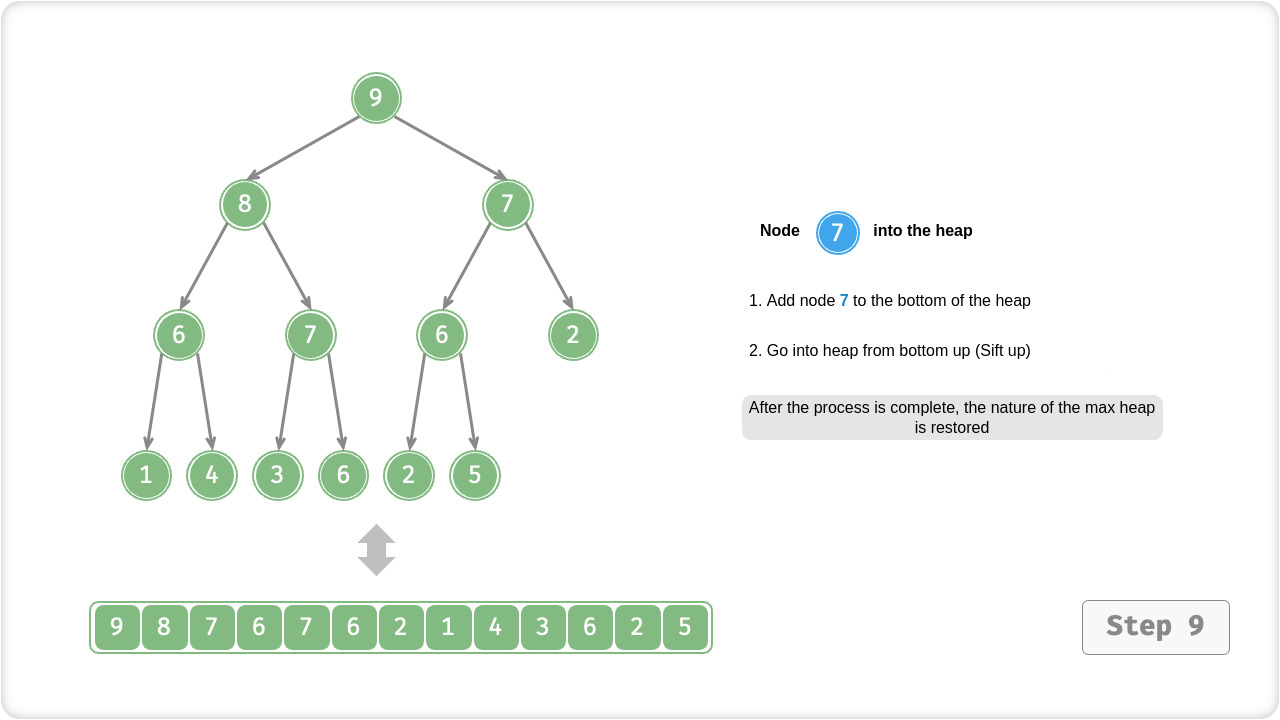 9
8 7
6 7 6 2
1 4 3 6 2 5
9 8 7 6 7 6 2 1 4 3 6 2 5
Node 7 into the heap
1. Add node 7 to the bottom of the heap
2. Go into heap from bottom up (Sift up)
After the process is complete, the nature of the max heap
is restored
Step 9